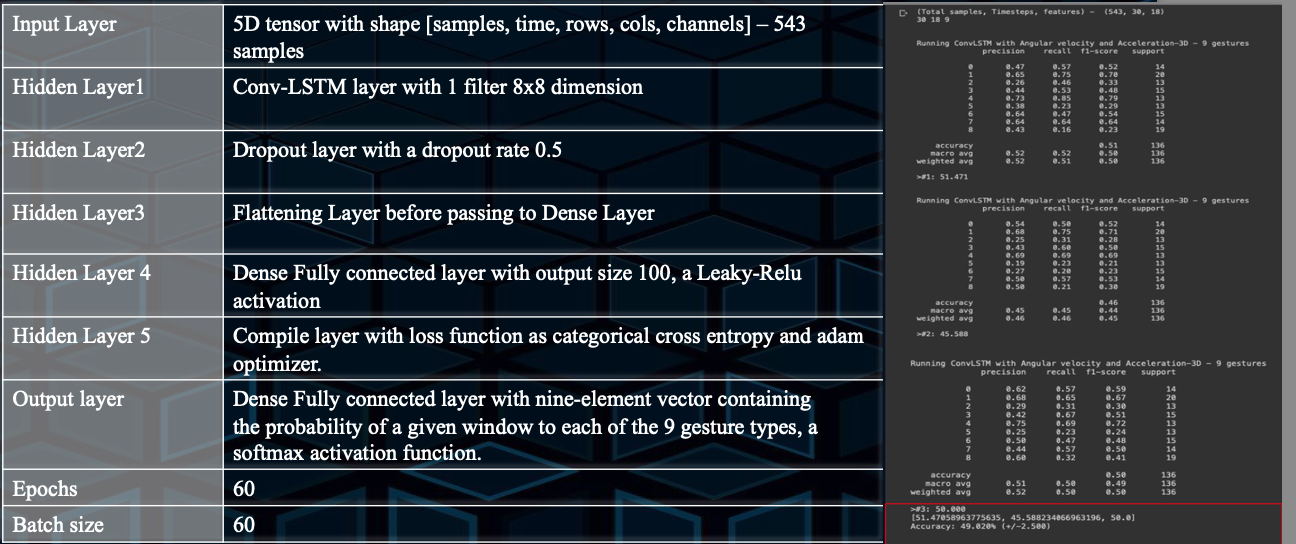 Input Layer
5D tensor with shape [samples, time, rows, cols, channels] – 543
samples
Hidden Layer1
Conv-LSTM layer with 1 filter 8x8 dimension
Hidden Layer2
Dropout layer with a dropout rate 0.5
Hidden Layer3
Flattening Layer before passing to Dense Layer
Hidden Layer 4
Dense Fully connected layer with output size 100, a Leaky-Relu
activation
Hidden Layer 5
Compile layer with loss function as categorical cross entropy and adam
optimizer.
Output layer
Dense Fully connected layer with nine-element vector containing
the probability of a given window to each of the 9 gesture types, a
softmax activation function.
Epochs
60
Batch size
60
(Total samples, Timesteps, features) – (543, 30, 18)
30 18 9
Running ConvLSTM with Angular velocity and Acceleration-3D – 9 gestures
precision recall f1-score support
0 0.47 0.57 0.52 14
1 0.65 0.75 0.70 20
2 0.26 0.46 0.33 13
3 0.44 0.53 0.48 15
4 0.73 0.85 0.79 13
5 0.38 0.23 0.29 13
6 0.64 0.47 0.54 15
7 0.64 0.64 0.64 14
8 0.43 0.16 0.23 19
accuracy 0.51 136
macro avg 0.52 0.52 0.50 136
weighted avg 0.52 0.51 0.50 136
>#1: 51.471
Running ConvLSTM with Angular velocity and Acceleration-3D – 9 gestures
precision recall f1-score support
0 0.54 0.50 0.52 14
1 0.68 0.75 0.71 20
2 0.25 0.31 0.28 13
3 0.43 0.60 0.50 15
4 0.69 0.69 0.69 13
5 0.19 0.23 0.21 13
6 0.27 0.20 0.23 15
7 0.50 0.57 0.53 14
8 0.50 0.21 0.30 19
accuracy 0.46 136
macro avg 0.45 0.45 0.44 136
weighted avg 0.46 0.46 0.45 136
>#2: 45.588
Running ConvLSTM with Angular velocity and Acceleration-3D – 9 gestures
precision recall f1-score support
0 0.62 0.57 0.59 14
1 0.68 0.65 0.67 20
2 0.29 0.31 0.30 13
3 0.42 0.67 0.51 15
4 0.75 0.69 0.72 13
5 0.25 0.23 0.24 13
6 0.50 0.47 0.48 15
7 0.44 0.57 0.50 14
8 0.60 0.32 0.41 19
accuracy 0.50 136
macro avg 0.51 0.50 0.49 136
weighted avg 0.52 0.50 0.50 136
>#3: 50.000
[51.47058963775635, 45.588234066963196, 50.0]
Accuracy: 49.020% (+/-2.500)